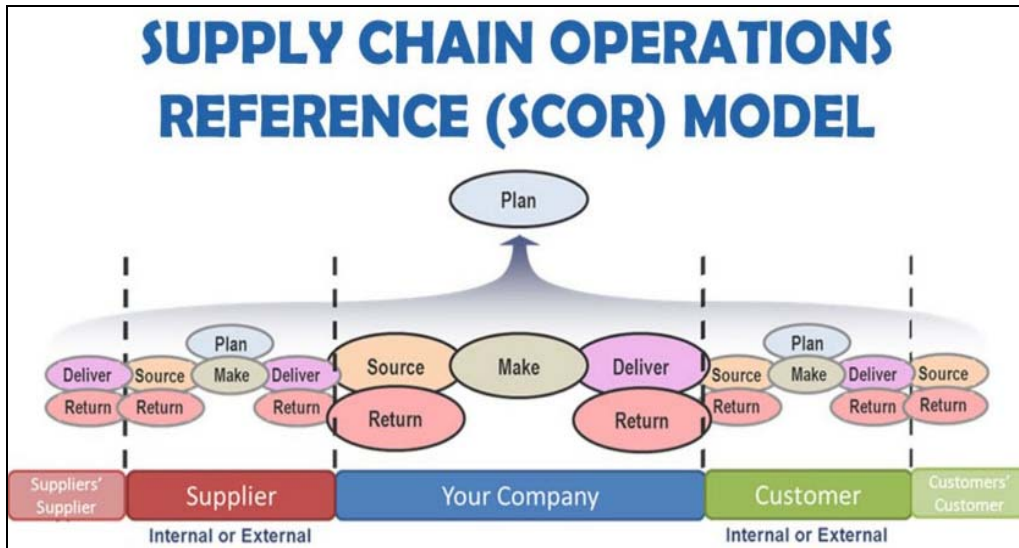 SUPPLY CHAIN OPERATIONS
REFERENCE (SCOR) MODEL
Plan
Plan
Plan
Deliver
Source
Make
Deliver
Source
Make
Deliver
Source
Make
Deliver
Source
Return
Return
Return
Return
Return
Return
Return
Return
Suppliers'
Supplier
Supplier
Your Company
Customer
Customers'
Customer
Internal or External
Internal or External